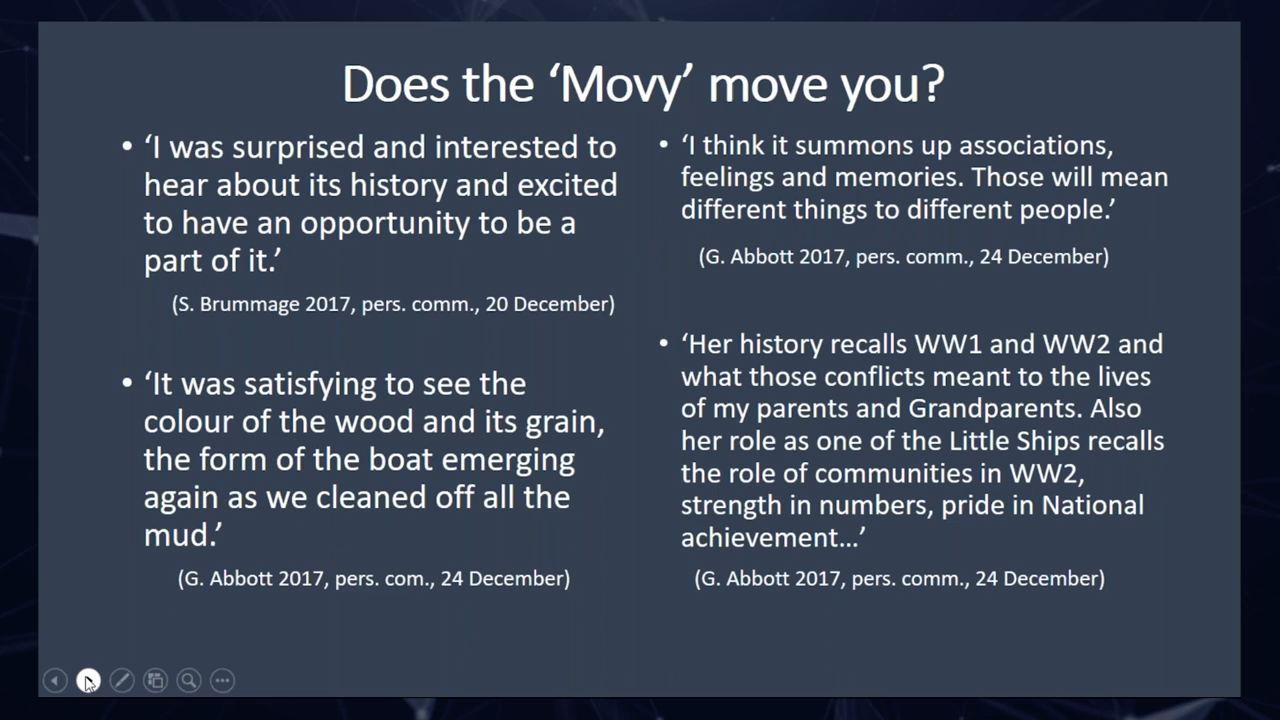 Does the ‘Movy’ move you?
• ‘I was surprised and interested to
hear about its history and excited
to have an opportunity to be a
part of it.’
(S. Brummage 2017, pers. comm., 20 December)
• ‘It was satisfying to see the
colour of the wood and its grain,
the form of the boat emerging
again as we cleaned off all the
mud.’
(G. Abbott 2017, pers. com., 24 December)
• ‘I think it summons up associations,
feelings and memories. Those will mean
different things to different people.’
(G. Abbott 2017, pers. comm., 24 December)
• ‘Her history recalls WW1 and WW2 and
what those conflicts meant to the lives
of my parents and Grandparents. Also
her role as one of the Little Ships recalls
the role of communities in WW2,
strength in numbers, pride in National
achievement…’
(G. Abbott 2017, pers. comm., 24 December)